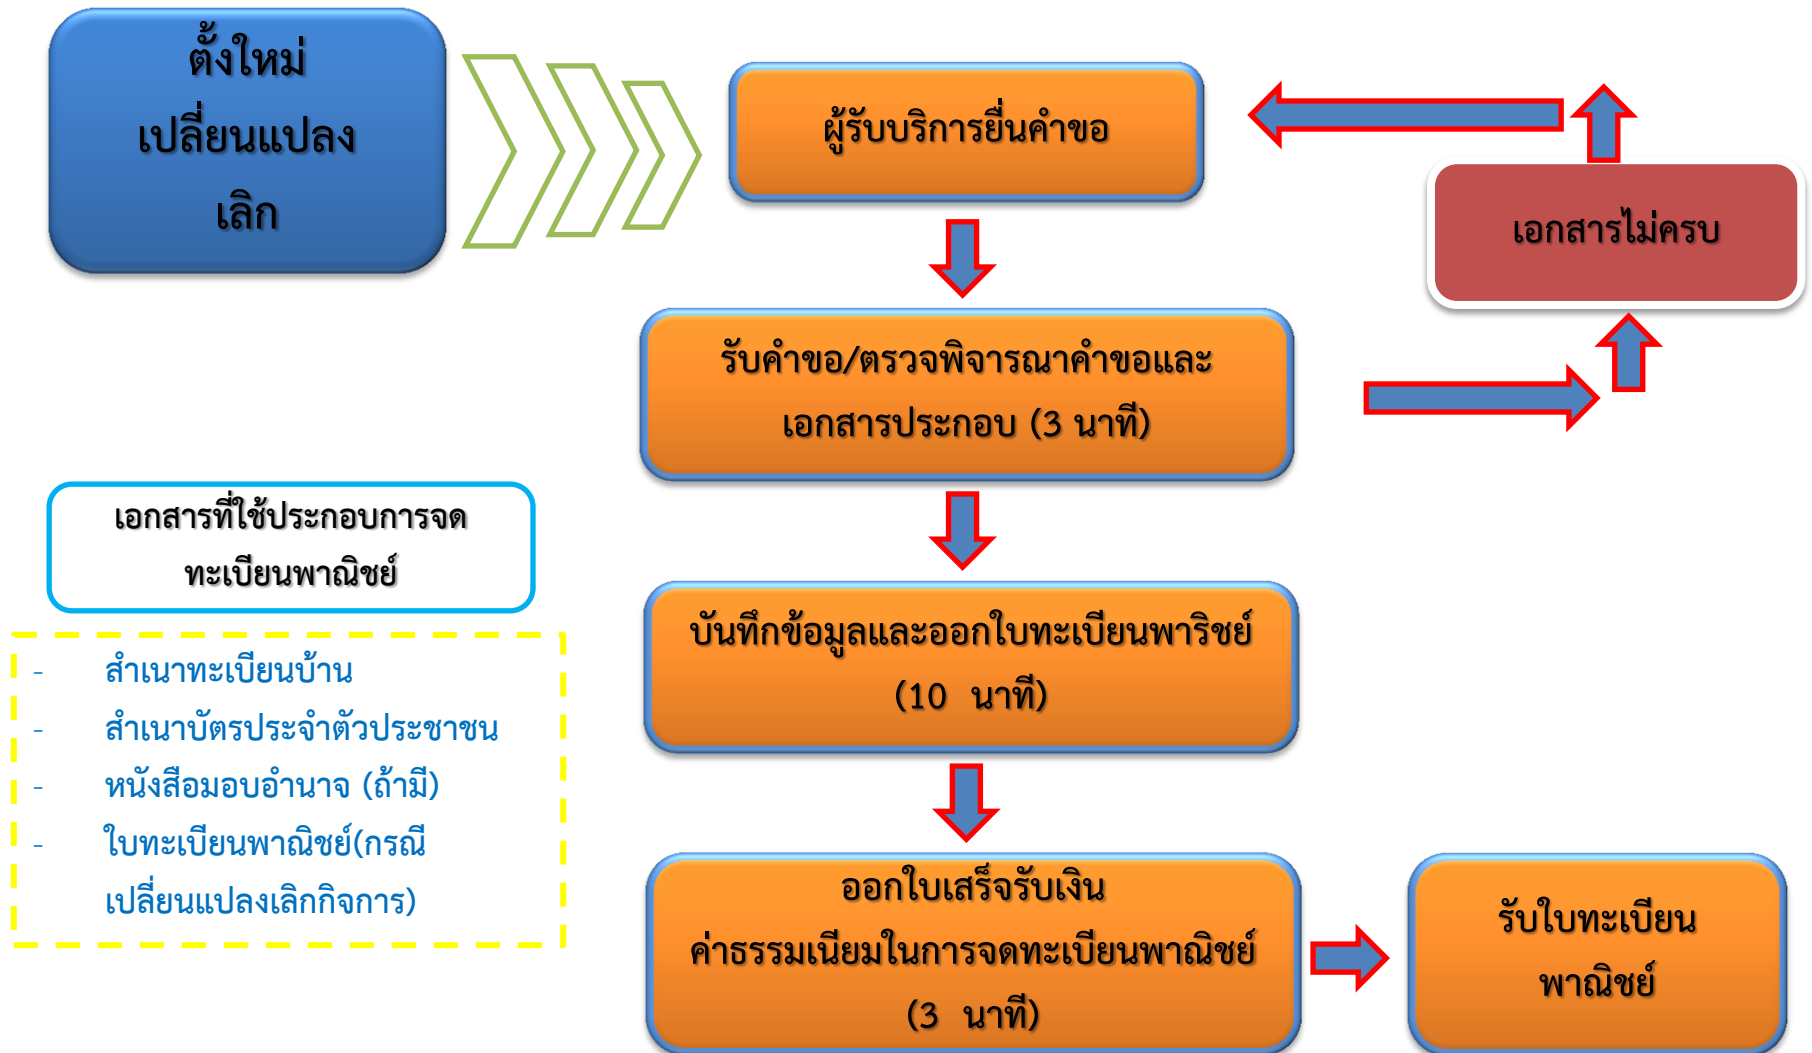 ตั้งใหม่
เปลี่ยนแปลง
เลิก
ผู้รับบริการยื่นคำขอ
เอกสารไม่ครบ
รับคำขอ/ตรวจพิจารณาคำขอและ
เอกสารประกอบ (3 นาที)
เอกสารที่ใช้ประกอบการจด
ทะเบียนพาณิชย์
- สำเนาทะเบียนบ้าน
- สำเนาบัตรประจำตัวประชาชน
- หนังสือมอบอำนาจ (ถ้ามี)
- ใบทะเบียนพาณิชย์(กรณี
เปลี่ยนแปลงเลิกกิจการ)
บันทึกข้อมูลและออกใบทะเบียนพาริชย์
(10 นาที)
ออกใบเสร็จรับเงิน
ค่าธรรมเนียมในการจดทะเบียนพาณิชย์
(3 นาที)
รับใบทะเบียน
พาณิชย์